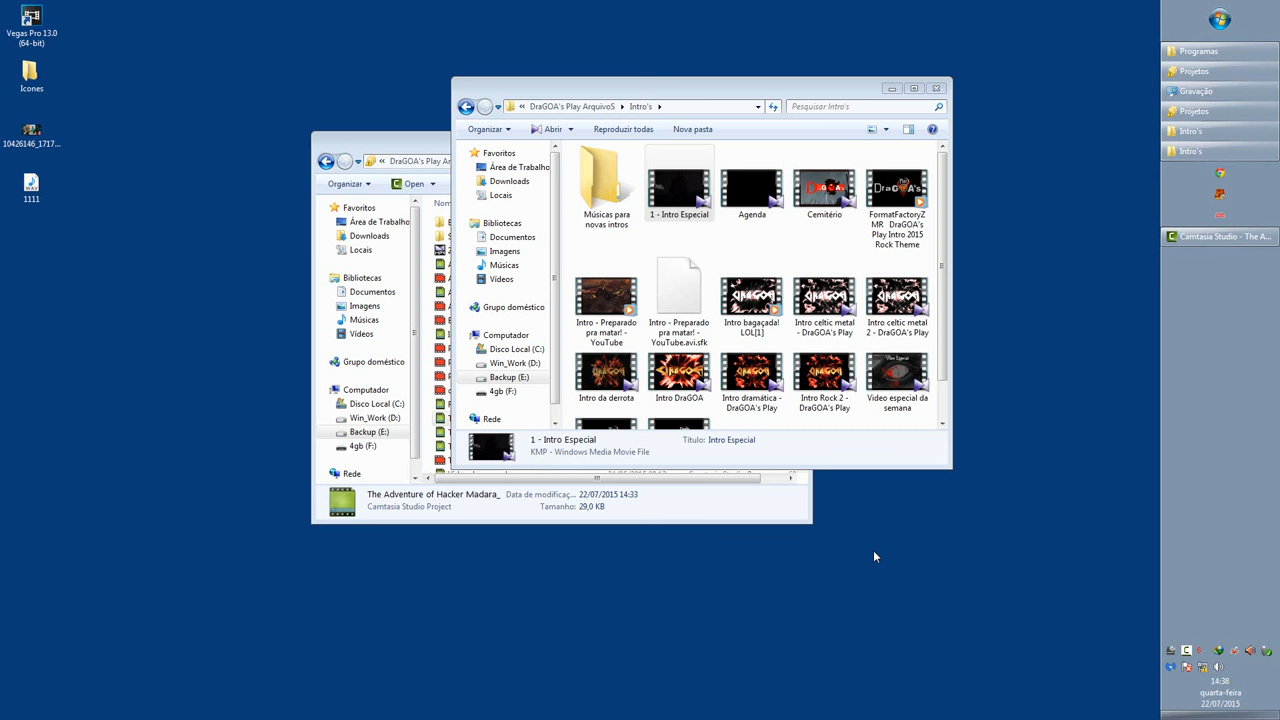 Vegas Pro 13.0
(64-bit)
Icones
10426146_1717...
1111
DraGOA's Play Ar
Organizar
Open
Favoritos
Área de Trabalho
Downloads
Locais
Bibliotecas
Documentos
Imagens
Músicas
Vídeos
Grupo doméstico
Computador
Disco Local (C:)
Win_Work (D:)
Backup (E:)
4gb (F:)
Rede
The Adventure of Hacker Madara_
Data de modificaç... 22/07/2015 14:33
Camtasia Studio Project
Tamanho: 29,0 KB
« DraGOA's Play ArquivoS
Intro's
Pesquisar Intro's
Organizar
Abrir
Reproduzir todas
Nova pasta
Favoritos
Área de Trabalho
Downloads
Locais
Bibliotecas
Documentos
Imagens
Músicas
Vídeos
Grupo doméstico
Computador
Disco Local (C:)
Win_Work (D:)
Backup (E:)
4gb (F:)
Rede
Músicas para
novas intros
1 - Intro Especial
Agenda
Cemitério
FormatFactoryZ
MR DraGOA's
Play Intro 2015
Rock Theme
Intro - Preparado
pra matar! -
YouTube
Intro - Preparado
pra matar! -
YouTube.avi.sfk
Intro bagaçada!
LOL[1]
Intro celtic metal
- DraGOA's Play
Intro celtic metal
2 - DraGOA's Play
Intro da derrota
Intro DraGOA
Intro dramática -
DraGOA's Play
Intro Rock 2 -
DraGOA's Play
Video especial da
semana
1 - Intro Especial
Título: Intro Especial
KMP - Windows Media Movie File
Programas
Projetos
Gravação
Projetos
Intro's
Intro's
Camtasia Studio - The A...
14:38
quarta-feira
22/07/2015